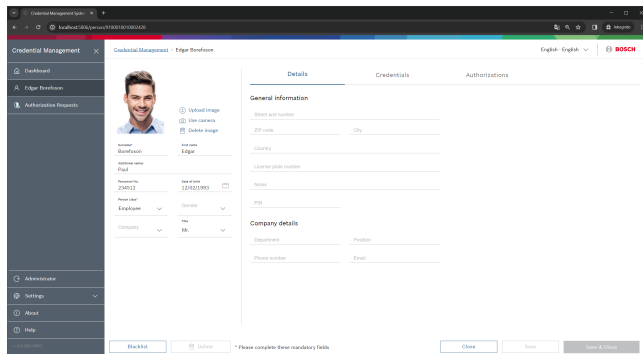 Credential Management System
localhost:5806/person/9100010010002428
Incognito
Credential Management
Credential Management > Edgar Borefoson
English - English
BOSCH
Dashboard
Edgar Borefoson
Authorization Requests
Administrator
Settings
About
Help
Upload image
Use camera
Delete image
Surname*
Borefoson
First name
Edgar
Additional names
Paul
Personnel No.
234512
Date of birth
12/02/1993
Person class*
Employee
Gender
Company
Title
Mr.
Details
Credentials
Authorizations
General information
Street and number
ZIP code
City
Country
License plate number
Notes
PIN
Company details
Department
Position
Phone number
Email
Blacklist
Delete
* Please complete these mandatory fields
Close
Save
Save & Close